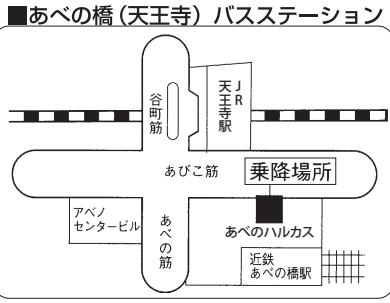 ■あべの橋(天王寺)バスステーション
谷町筋
JR
天王寺駅
あびこ筋
乗降場所
アベノ
センタービル
あべの筋
あべのハルカス
近鉄
あべの橋駅